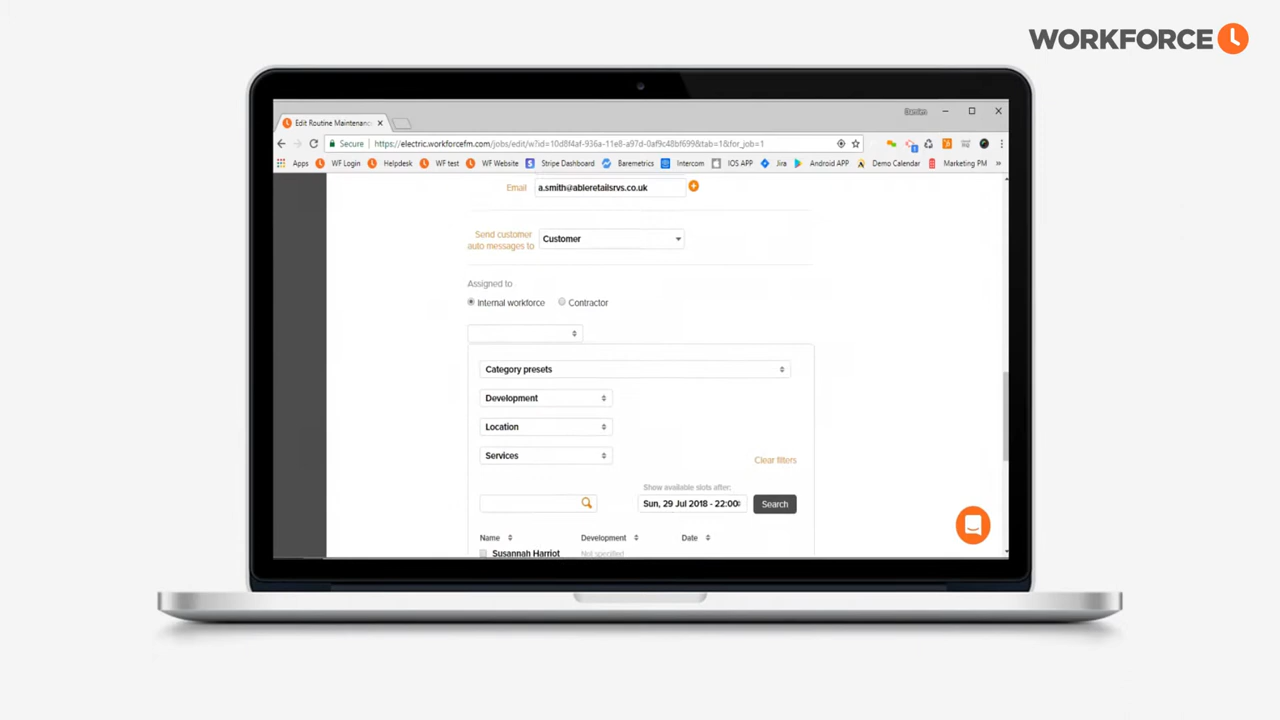 WORKFORCE
Edit Routine Maintenanc
Secure
https://electric.workforcefm.com/jobs/edit/w?id=10d8f4af-936a-11e8-a97d-0af9c48bf699&tab=1&for_job=1
Apps WF Login Helpdesk WF test WF Website Stripe Dashboard Baremetrics Intercom IOS APP Jira Android APP Demo Calendar Marketing PM »
Email a.smith@ableretailsrvs.co.uk
Send customer
auto messages to Customer
Assigned to
Internal workforce Contractor
Category presets
Development
Location
Services
Clear filters
Show available slots after:
Sun, 29 Jul 2018 - 22:00 Search
Name Development Date
Susannah Harriot Not specified